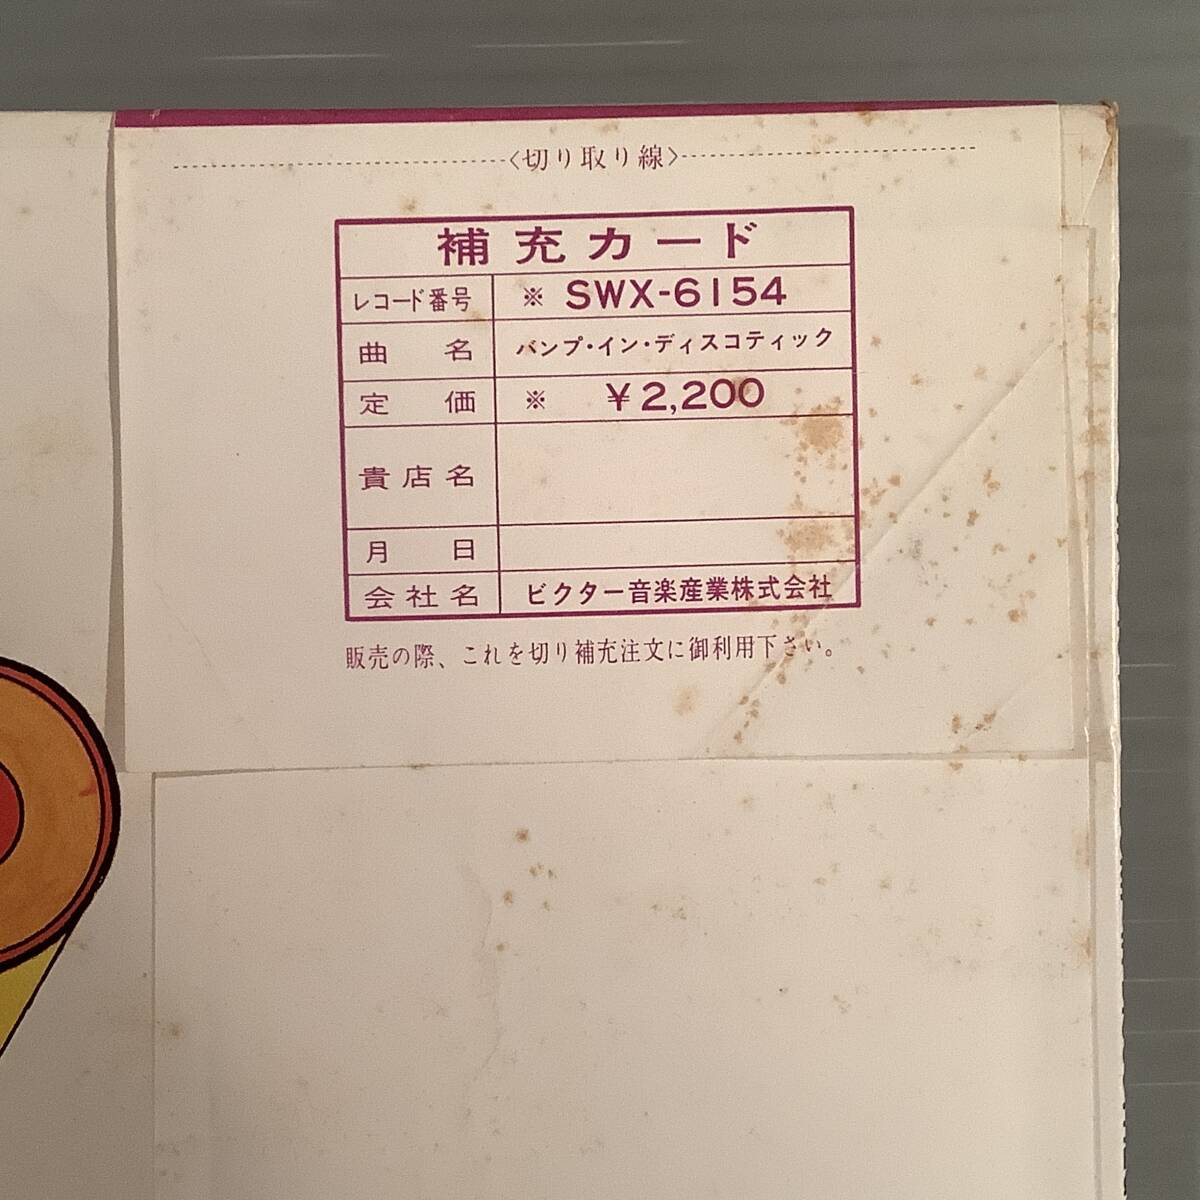 〈切り取り線〉
補充カード
レコード番号 ※ SWX-6154
曲名 バンプ・イン・ディスコティック
定価 ※ ¥2,200
貴店名
月日
会社名 ビクター音楽産業株式会社
販売の際、これを切り補充注文に御利用下さい。